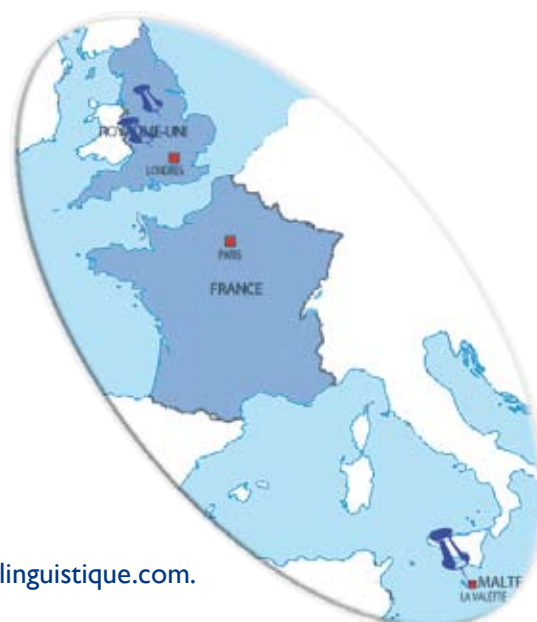 ROYAUME-UNI
LONDRES
PARIS
FRANCE
linguistique.com.
MALTE
LA VALETTE